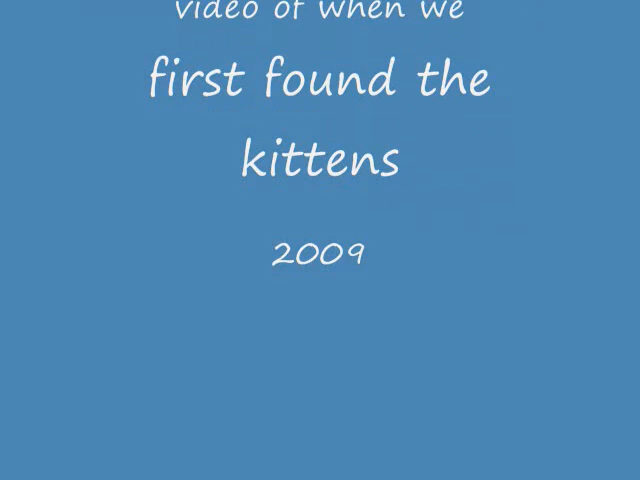 video of when we
first found the
kittens
2009